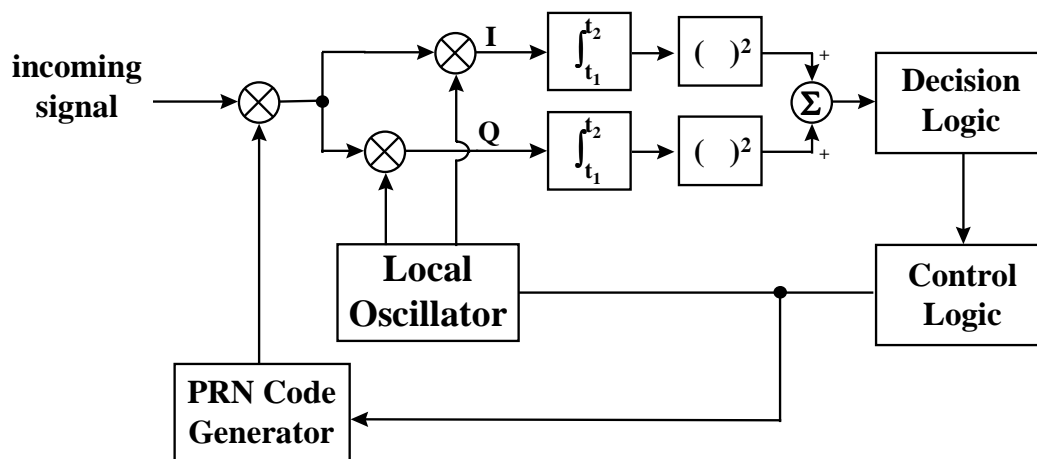 incoming
signal
I
∫
t2
t1
( )2
+
Σ
Decision
Logic
Q
∫
t2
t1
( )2
+
Local
Oscillator
Control
Logic
PRN Code
Generator